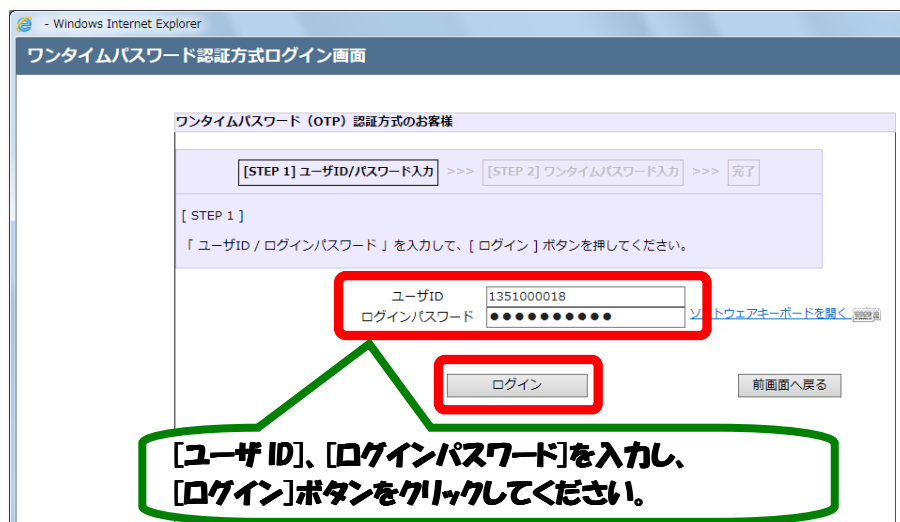 - Windows Internet Explorer
ワンタイムパスワード認証方式ログイン画面
ワンタイムパスワード（OTP）認証方式のお客様
[STEP 1] ユーザID/パスワード入力 >>> [STEP 2] ワンタイムパスワード入力 >>> 完了
[ STEP 1 ]
「 ユーザID / ログインパスワード 」を入力して、[ ログイン ] ボタンを押してください。
ユーザID 1351000018
ログインパスワード ●●●●●●●●●● ソフトウェアキーボードを開く
ログイン 前画面へ戻る
[ユーザ ID]、[ログインパスワード]を入力し、
[ログイン]ボタンをクリックしてください。